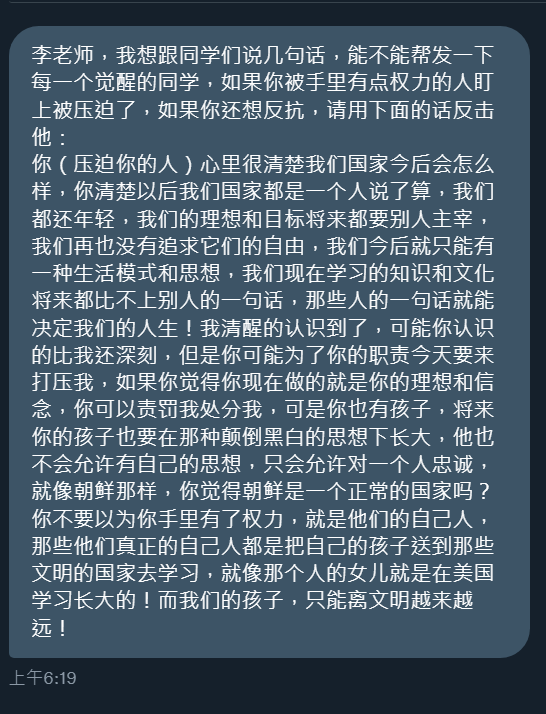 李老师，我想跟同学们说几句话，能不能帮发一下
每一个觉醒的同学，如果你被手里有点权力的人盯
上被压迫了，如果你还想反抗，请用下面的话反击
他：
你（压迫你的人）心里很清楚我们国家今后会怎么
样，你清楚以后我们国家都是一个人说了算，我们
都还年轻，我们的理想和目标将来都要别人主宰，
我们再也没有追求它们的自由，我们今后就只能有
一种生活模式和思想，我们现在学习的知识和文化
将来都比不上别人的一句话，那些人的一句话就能
决定我们的人生！我清醒的认识到了，可能你认识
的比我还深刻，但是你可能为了你的职责今天要来
打压我，如果你觉得你现在做的就是你的理想和信
念，你可以责罚我处分我，可是你也有孩子，将来
你的孩子也要在那种颠倒黑白的思想下长大，他也
不会允许有自己的思想，只会允许对一个人忠诚，
就像朝鲜那样，你觉得朝鲜是一个正常的国家吗？
你不要以为你手里有了权力，就是他们的自己人，
那些他们真正的自己人都是把自己的孩子送到那些
文明的国家去学习，就像那个人的女儿就是在美国
学习长大的！而我们的孩子，只能离文明越来越
远！
上午6:19